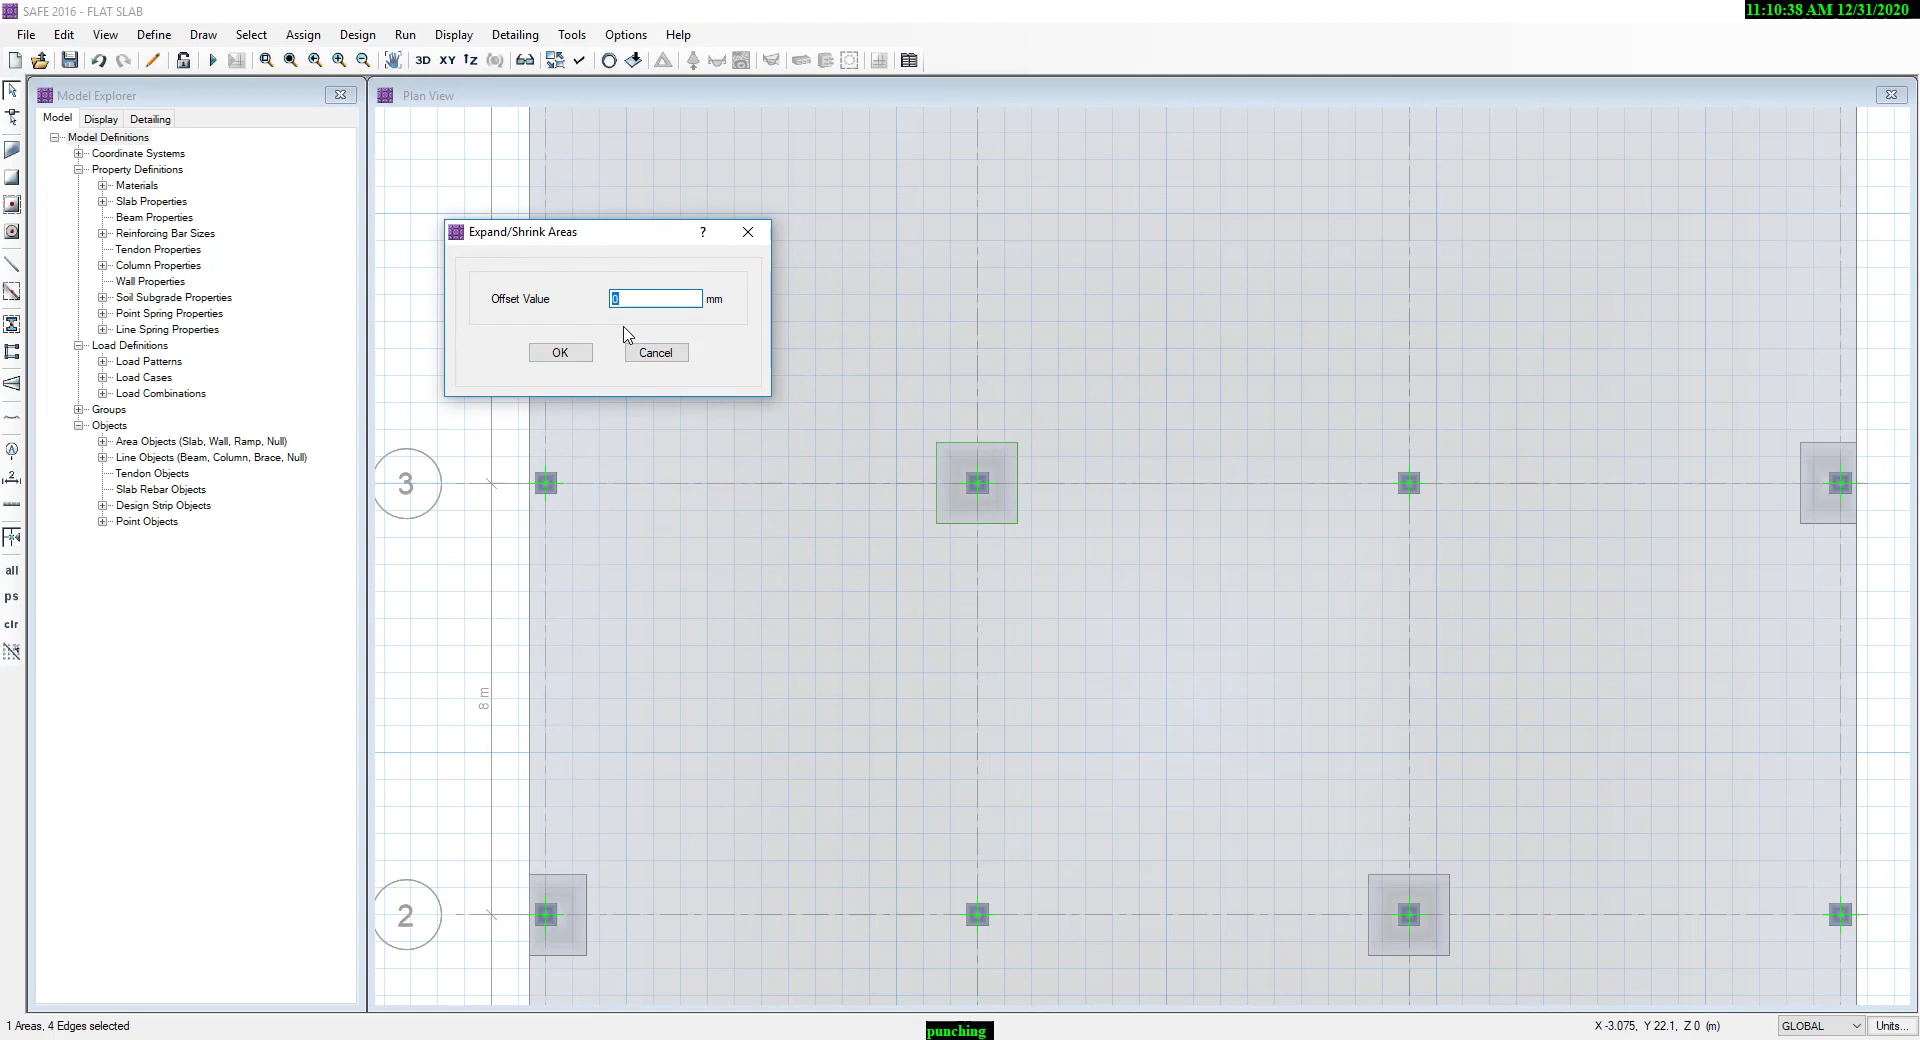 SAFE 2016 - FLAT SLAB
11:10:38 AM 12/31/2020
File Edit View Define Draw Select Assign Design Run Display Detailing Tools Options Help
3D XY
Model Explorer
Plan View
Model Display Detailing
Model Definitions
Coordinate Systems
Property Definitions
Materials
Slab Properties
Beam Properties
Reinforcing Bar Sizes
Tendon Properties
Column Properties
Wall Properties
Soil Subgrade Properties
Point Spring Properties
Line Spring Properties
Load Definitions
Load Patterns
Load Cases
Load Combinations
Groups
Objects
Area Objects (Slab, Wall, Ramp, Null)
Line Objects (Beam, Column, Brace, Null)
Tendon Objects
Slab Rebar Objects
Design Strip Objects
Point Objects
all
ps
clr
Expand/Shrink Areas ?
Offset Value 0 mm
OK Cancel
3
8 m
2
1 Areas, 4 Edges selected
punching
X -3.075, Y 22.1, Z 0 (m)
GLOBAL
Units...